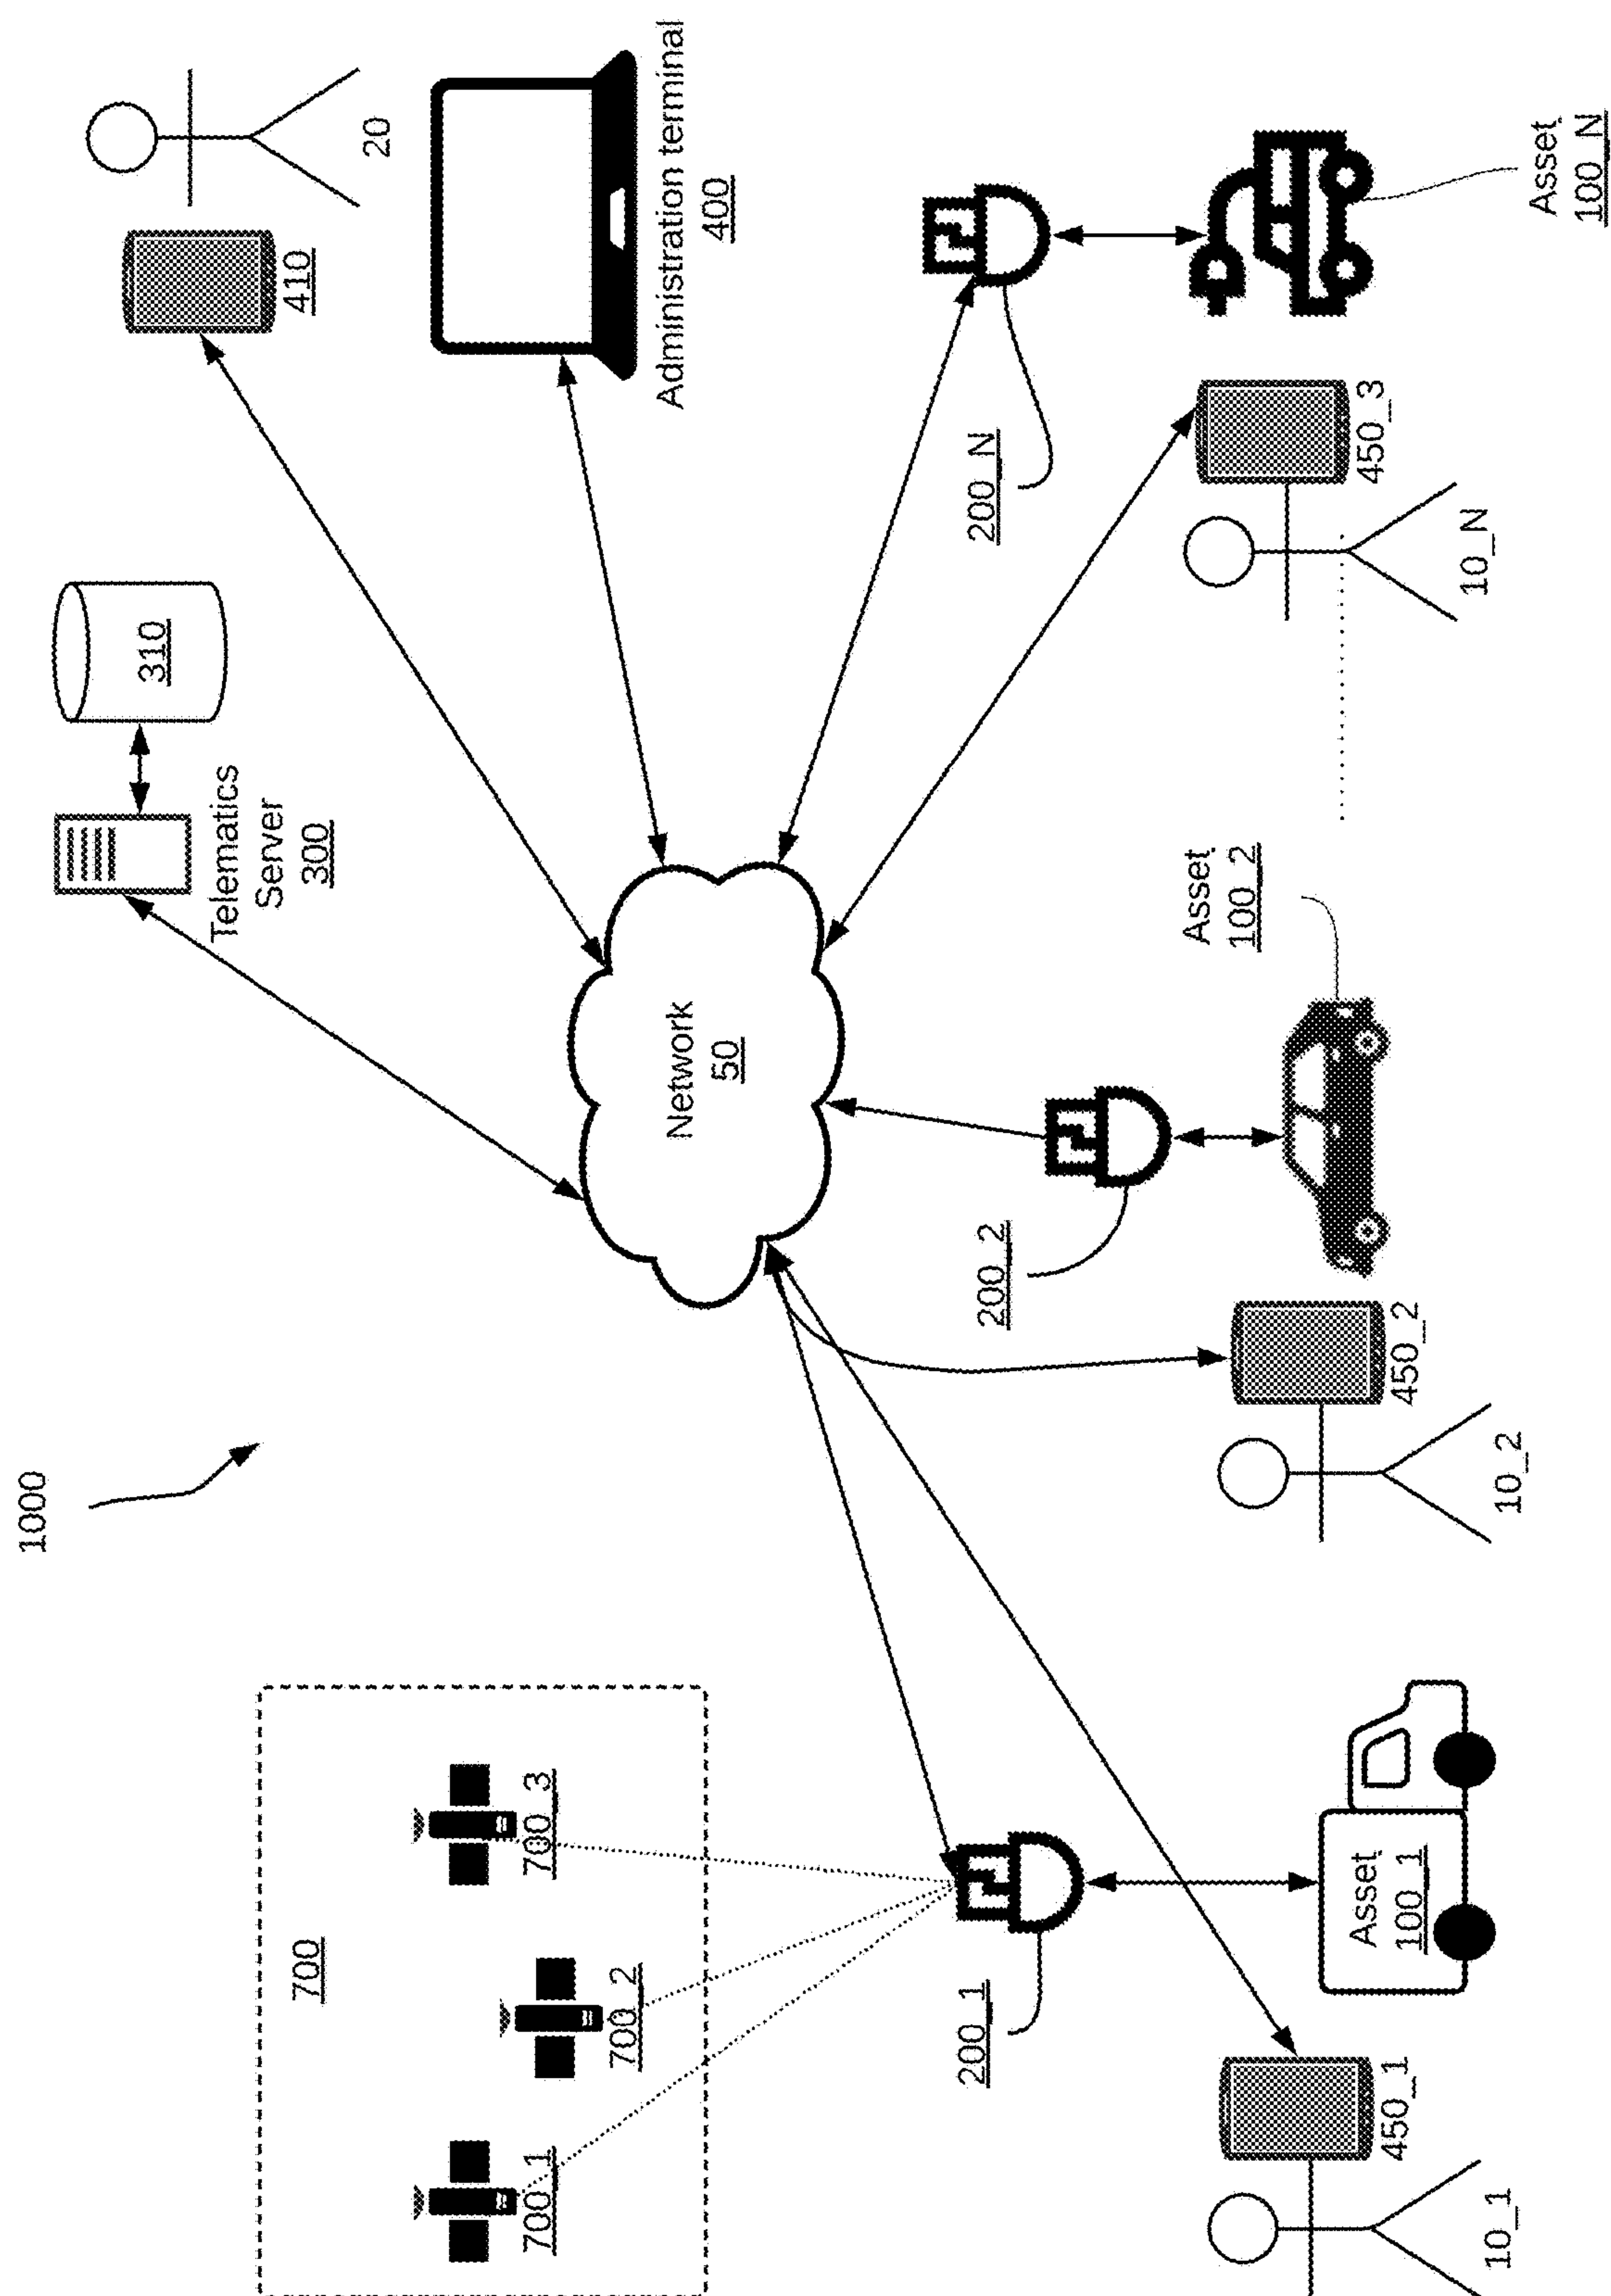 1000
700
700_1
700_2
700_3
Telematics
Server
300
310
410
20
Administration terminal
400
Network
50
200_1
200_2
200_N
Asset
100_1
Asset
100_2
Asset
100_N
450_1
450_2
450_3
10_1
10_2
10_N